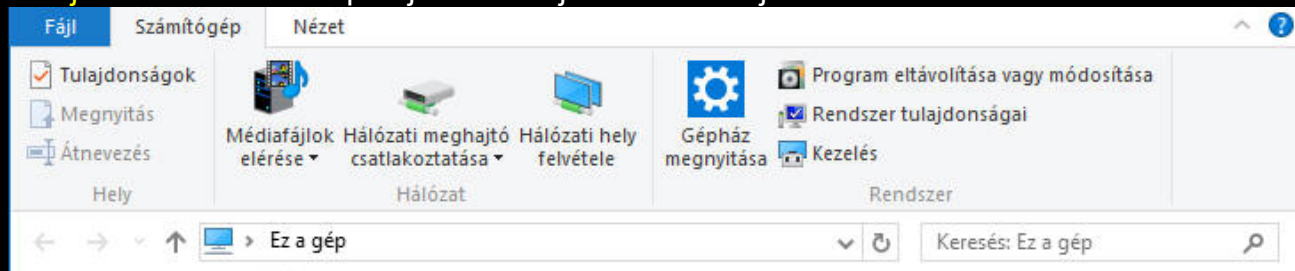 Fájl Számítógép Nézet
Tulajdonságok
Megnyitás
Átnevezés
Hely
Médiafájlok elérése
Hálózati meghajtó csatlakoztatása
Hálózati hely felvétele
Hálózat
Gépház megnyitása
Program eltávolítása vagy módosítása
Rendszer tulajdonságai
Kezelés
Rendszer
Ez a gép
Keresés: Ez a gép